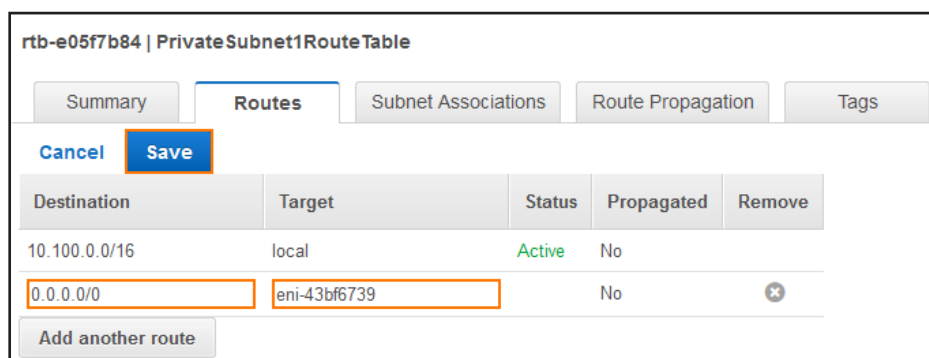 rtb-e05f7b84 | PrivateSubnet1RouteTable
Summary Routes Subnet Associations Route Propagation Tags
Cancel Save
Destination Target Status Propagated Remove
10.100.0.0/16 local Active No
0.0.0.0/0 eni-43bf6739 No
Add another route